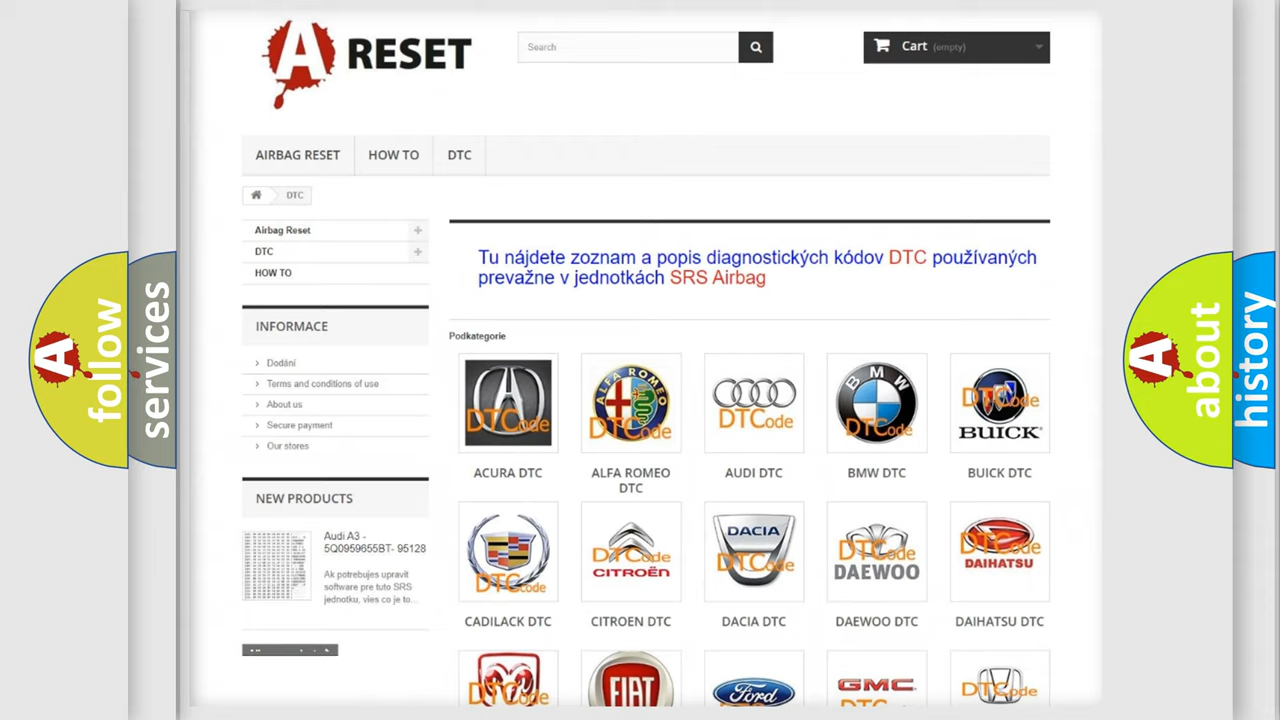 A RESET
Search
Cart (empty)
AIRBAG RESET
HOW TO
DTC
DTC
Airbag Reset
DTC
HOW TO
Tu nájdete zoznam a popis diagnostických kódov DTC používaných
prevažne v jednotkách SRS Airbag
INFORMACE
Dodání
Terms and conditions of use
About us
Secure payment
Our stores
NEW PRODUCTS
Audi A3 -
5Q0959655BT- 95128
Ak potrebujes upravit
software pre tuto SRS
jednotku, vies co je to...
Podkategorie
DTCode
ALFA ROMEO
DTCode
DTCode
BMW
DTCode
DTCode
BUICK
ACURA DTC
ALFA ROMEO
DTC
AUDI DTC
BMW DTC
BUICK DTC
DTCode
DTCode
CITROËN
DACIA
DTCode
DTCode
DAEWOO
DTCode
DAIHATSU
CADILACK DTC
CITROEN DTC
DACIA DTC
DAEWOO DTC
DAIHATSU DTC
DTCode
FIAT
Ford
GMC
DTCode
A follow
services
A about
history